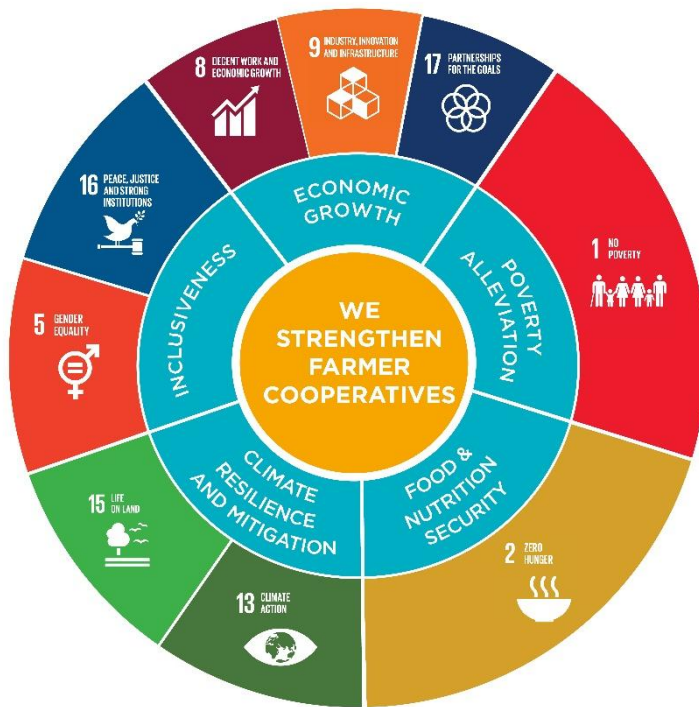 WE
STRENGTHEN
FARMER
COOPERATIVES
ECONOMIC
GROWTH
POVERTY
ALLEVIATION
FOOD &
NUTRITION
SECURITY
CLIMATE
RESILIENCE
AND MITIGATION
INCLUSIVENESS
8 DECENT WORK AND
ECONOMIC GROWTH
9 INDUSTRY, INNOVATION
AND INFRASTRUCTURE
17 PARTNERSHIPS
FOR THE GOALS
1 NO
POVERTY
2 ZERO
HUNGER
13 CLIMATE
ACTION
15 LIFE
ON LAND
5 GENDER
EQUALITY
16 PEACE, JUSTICE
AND STRONG
INSTITUTIONS